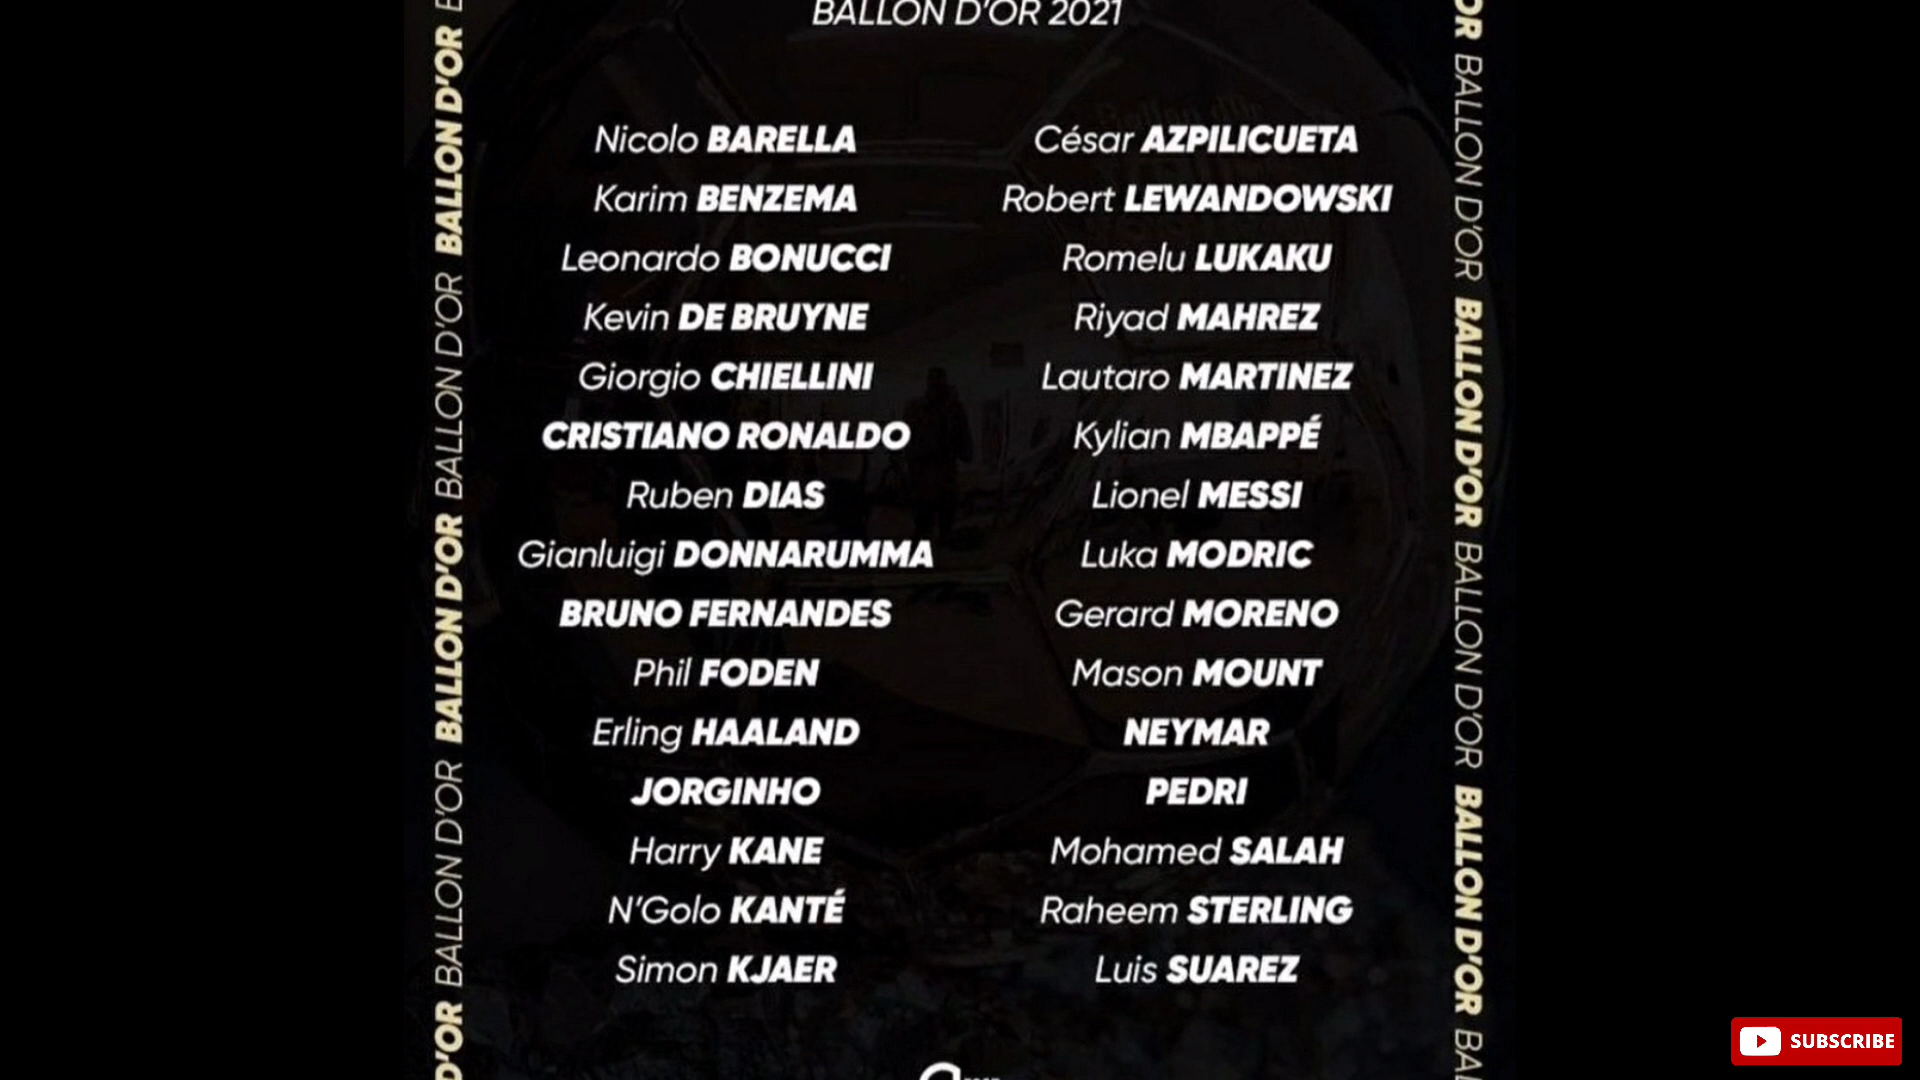 BALLON D'OR 2021
Nicolo BARELLA
Karim BENZEMA
Leonardo BONUCCI
Kevin DE BRUYNE
Giorgio CHIELLINI
CRISTIANO RONALDO
Ruben DIAS
Gianluigi DONNARUMMA
BRUNO FERNANDES
Phil FODEN
Erling HAALAND
JORGINHO
Harry KANE
N'Golo KANTÉ
Simon KJAER
César AZPILICUETA
Robert LEWANDOWSKI
Romelu LUKAKU
Riyad MAHREZ
Lautaro MARTINEZ
Kylian MBAPPÉ
Lionel MESSI
Luka MODRIC
Gerard MORENO
Mason MOUNT
NEYMAR
PEDRI
Mohamed SALAH
Raheem STERLING
Luis SUAREZ
D'OR BALLON D'OR BALLON D'OR BALLON D'OR BALLON D'OR
OR BALLON D'OR BALLON D'OR BALLON D'OR BALLON D'OR
SUBSCRIBE